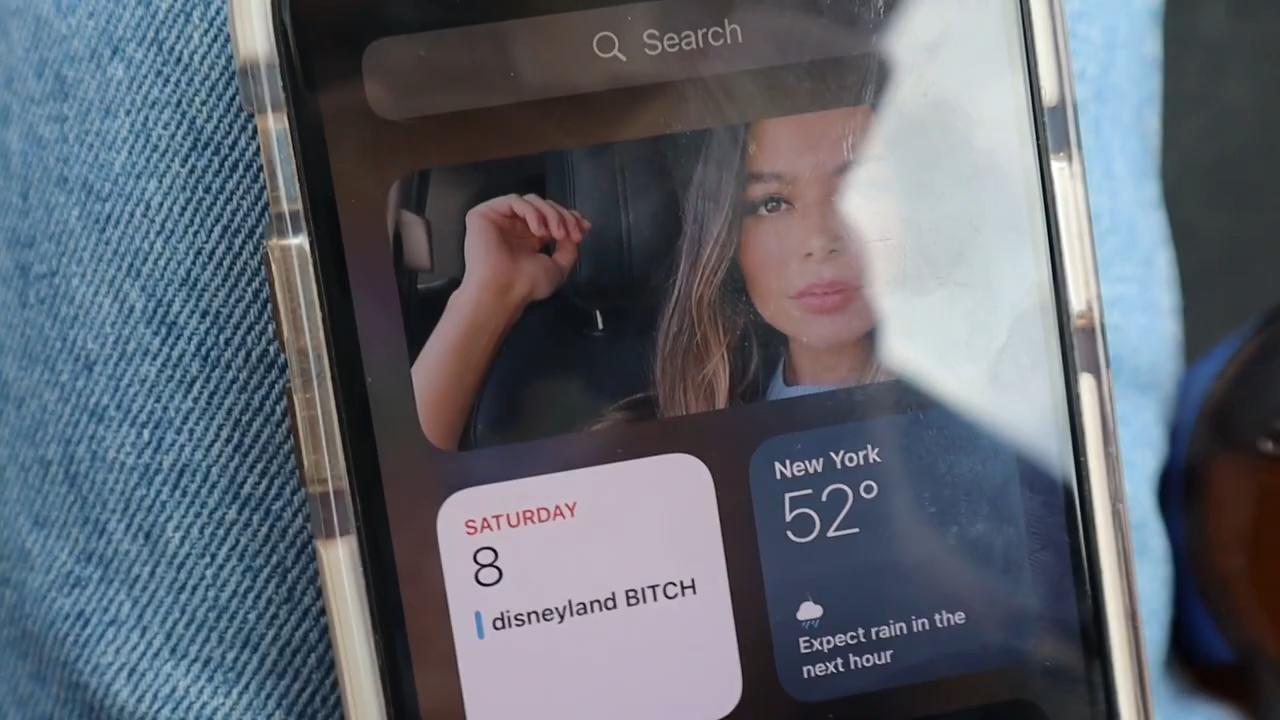 Search
SATURDAY
8
disneyland BITCH
New York
52°
Expect rain in the
next hour